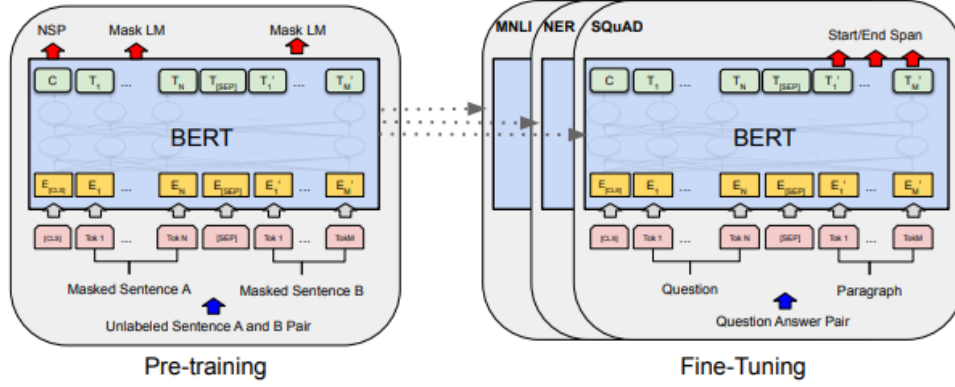 NSP Mask LM Mask LM
C T1 ... TN T[SEP] T1' ... TM'
BERT
E[CLS] E1 ... EN E[SEP] E1' ... EM'
[CLS] Tok 1 ... Tok N [SEP] Tok 1 ... TokM
Masked Sentence A Masked Sentence B
Unlabeled Sentence A and B Pair
Pre-training
MNLI NER SQuAD
Start/End Span
C T1 ... TN T[SEP] T1' ... TM'
BERT
E[CLS] E1 ... EN E[SEP] E1' ... EM'
[CLS] Tok 1 ... Tok N [SEP] Tok 1 ... TokM
Question Paragraph
Question Answer Pair
Fine-Tuning